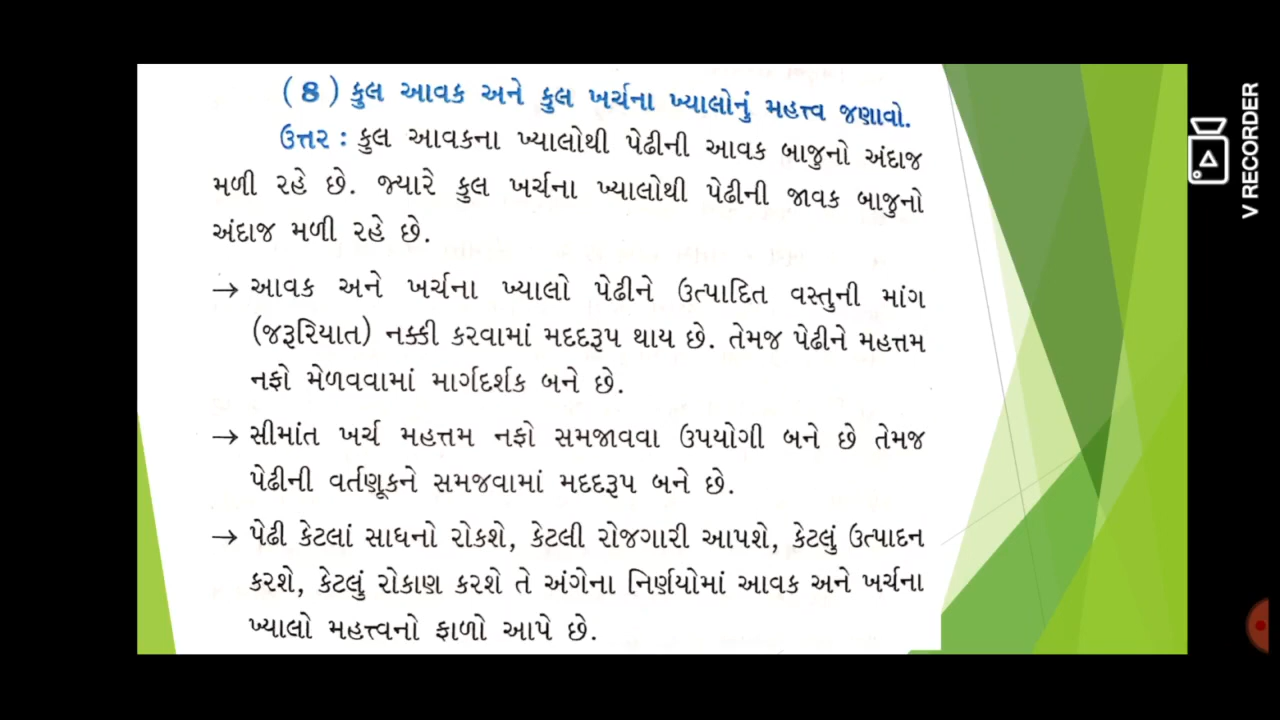 (8) કુલ આવક અને કુલ ખર્ચના ખ્યાલોનું મહત્ત્વ જણાવો.
ઉત્તર : કુલ આવકના ખ્યાલોથી પેઢીની આવક બાજુનો અંદાજ
મળી રહે છે. જ્યારે કુલ ખર્ચના ખ્યાલોથી પેઢીની જાવક બાજુનો
અંદાજ મળી રહે છે.
→ આવક અને ખર્ચના ખ્યાલો પેઢીને ઉત્પાદિત વસ્તુની માંગ
(જરૂરિયાત) નક્કી કરવામાં મદદરૂપ થાય છે. તેમજ પેઢીને મહત્તમ
નફો મેળવવામાં માર્ગદર્શક બને છે.
→ સીમાંત ખર્ચ મહત્તમ નફો સમજાવવા ઉપયોગી બને છે તેમજ
પેઢીની વર્તણૂકને સમજવામાં મદદરૂપ બને છે.
→ પેઢી કેટલાં સાધનો રોકશે, કેટલી રોજગારી આપશે, કેટલું ઉત્પાદન
કરશે, કેટલું રોકાણ કરશે તે અંગેના નિર્ણયોમાં આવક અને ખર્ચના
ખ્યાલો મહત્ત્વનો ફાળો આપે છે.
V RECORDER